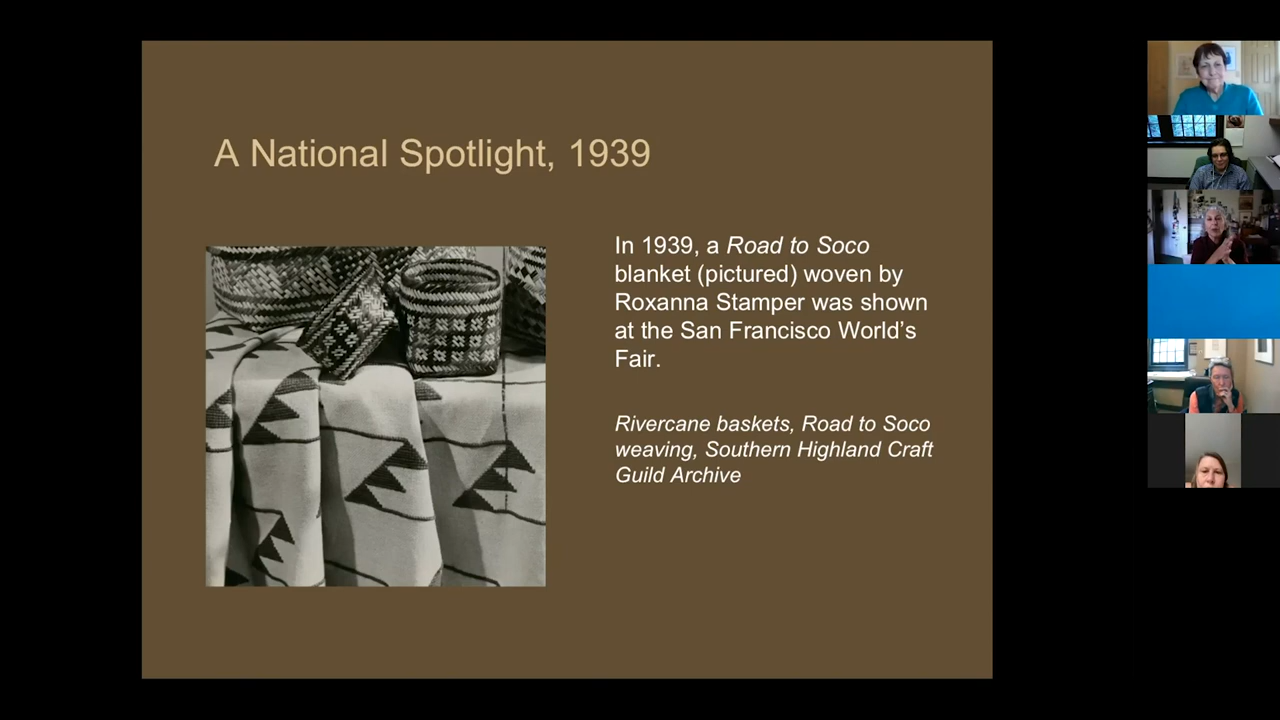 A National Spotlight, 1939
In 1939, a Road to Soco
blanket (pictured) woven by
Roxanna Stamper was shown
at the San Francisco World’s
Fair.
Rivercane baskets, Road to Soco
weaving, Southern Highland Craft
Guild Archive